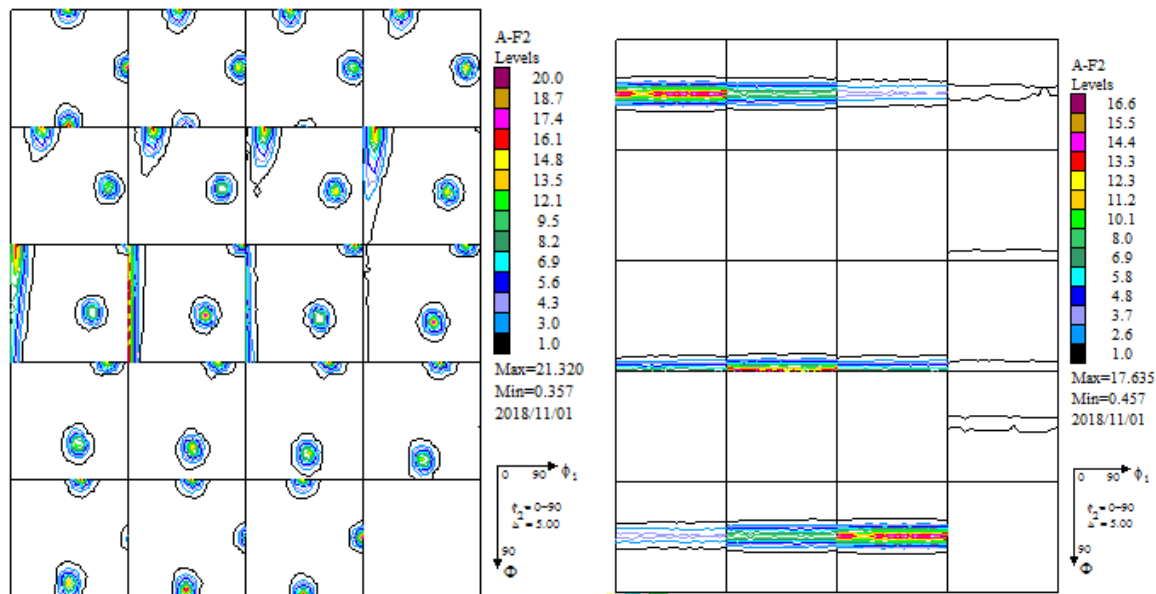 A-F2
Levels
20.0
18.7
17.4
16.1
14.8
13.5
12.1
9.5
8.2
6.9
5.6
4.3
3.0
1.0
Max=21.320
Min=0.357
2018/11/01
0 90 ϕ1
ϕ2= 0-90
= 5.00
90
Φ
A-F2
Levels
16.6
15.5
14.4
13.3
12.3
11.2
10.1
8.0
6.9
5.8
4.8
3.7
2.6
1.0
Max=17.635
Min=0.457
2018/11/01
0 90 ϕ1
ϕ2= 0-90
= 5.00
90
Φ